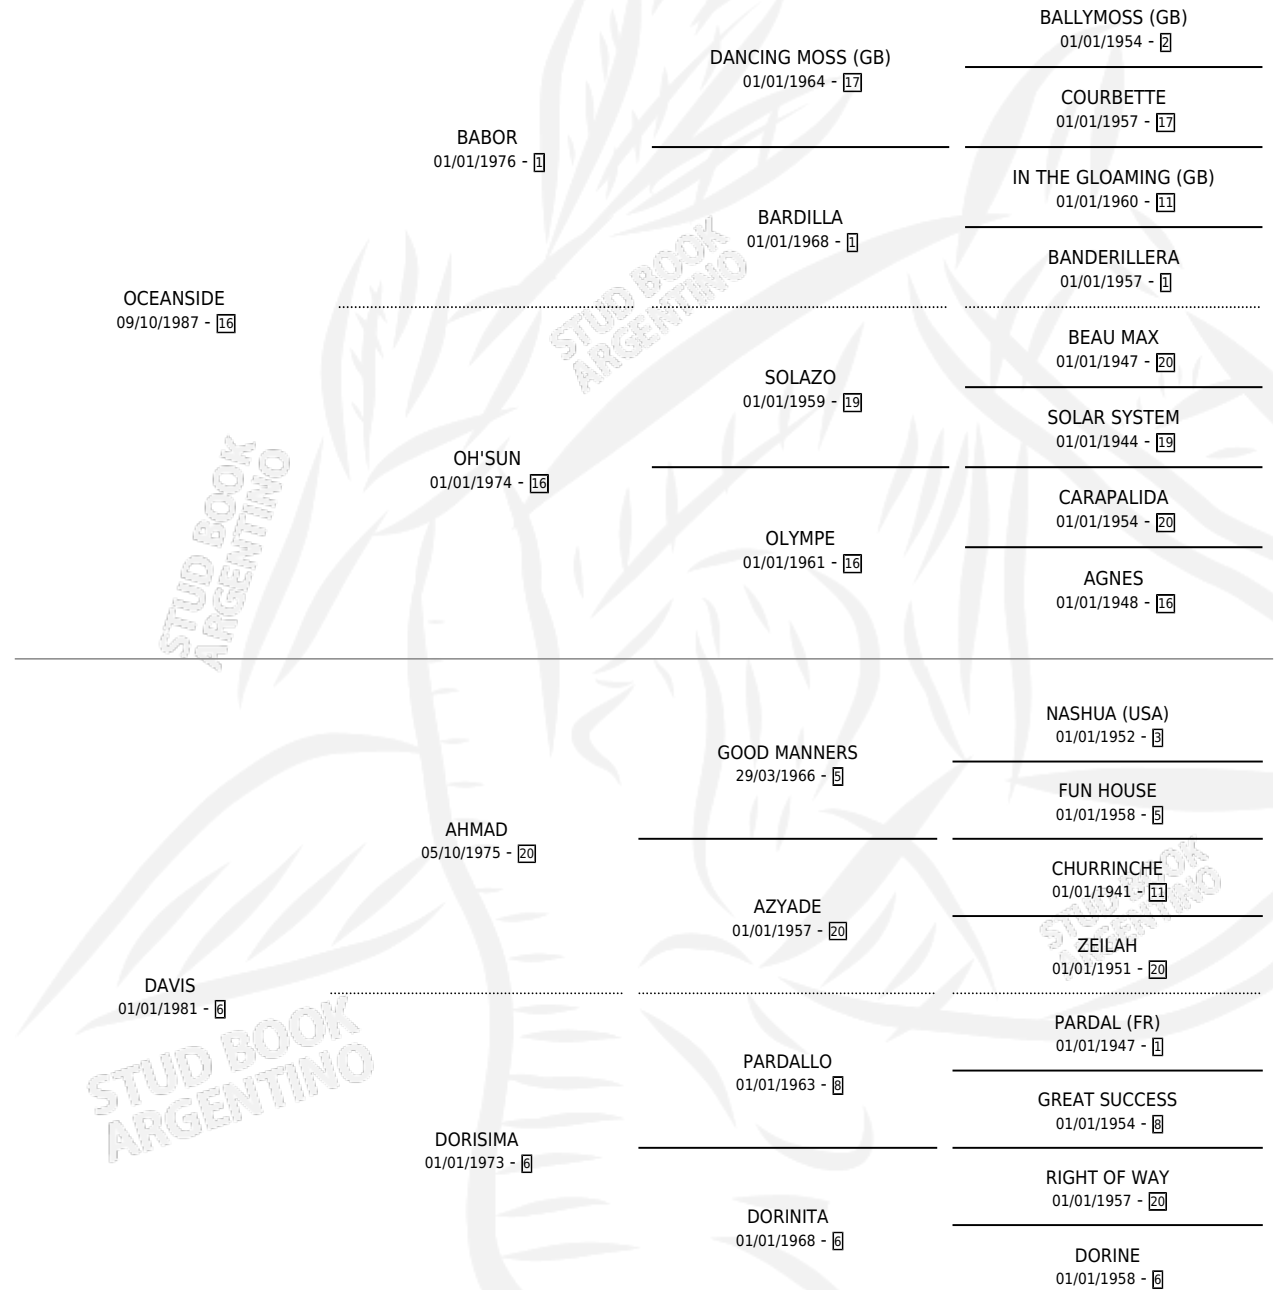 BALLYMOSS (GB)
01/01/1954 - 2
DANCING MOSS (GB)
01/01/1964 - 17
COURBETTE
01/01/1957 - 17
BABOR
01/01/1976 - 1
IN THE GLOAMING (GB)
01/01/1960 - 11
BARDILLA
01/01/1968 - 1
BANDERILLERA
01/01/1957 - 1
OCEANSIDE
09/10/1987 - 16
BEAU MAX
01/01/1947 - 20
SOLAZO
01/01/1959 - 19
SOLAR SYSTEM
01/01/1944 - 19
OH'SUN
01/01/1974 - 16
CARAPALIDA
01/01/1954 - 20
OLYMPE
01/01/1961 - 16
AGNES
01/01/1948 - 16
NASHUA (USA)
01/01/1952 - 3
GOOD MANNERS
29/03/1966 - 5
FUN HOUSE
01/01/1958 - 5
AHMAD
05/10/1975 - 20
CHURRINCHE
01/01/1941 - 11
AZYADE
01/01/1957 - 20
ZEILAH
01/01/1951 - 20
DAVIS
01/01/1981 - 6
PARDAL (FR)
01/01/1947 - 1
PARDALLO
01/01/1963 - 8
GREAT SUCCESS
01/01/1954 - 8
DORISIMA
01/01/1973 - 6
RIGHT OF WAY
01/01/1957 - 20
DORINITA
01/01/1968 - 6
DORINE
01/01/1958 - 6
STUD BOOK
ARGENTINO
STUD BOOK
ARGENTINO
STUD BOOK
ARGENTINO
STUD BOOK
ARGENTINO